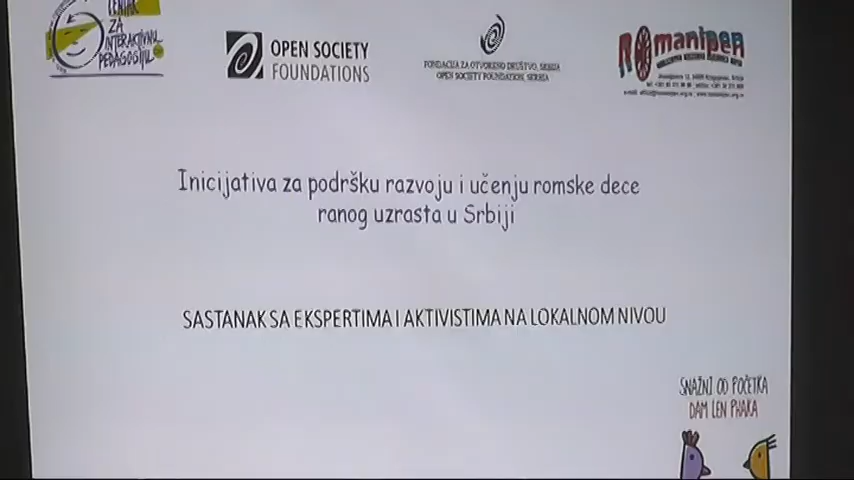 CENTAR
ZA
INTERAKTIVNU
PEDAGOGIJU
OPEN SOCIETY
FOUNDATIONS
FONDACIJA ZA OTVORENO DRUŠTVO, SRBIJA
OPEN SOCIETY FOUNDATION, SERBIA
Romanipen
Inicijativa za podršku razvoju i učenju romske dece
ranog uzrasta u Srbiji
SASTANAK SA EKSPERTIMA I AKTIVISTIMA NA LOKALNOM NIVOU
SNAŽNI OD POČETKA
DAM LEN PHAKA